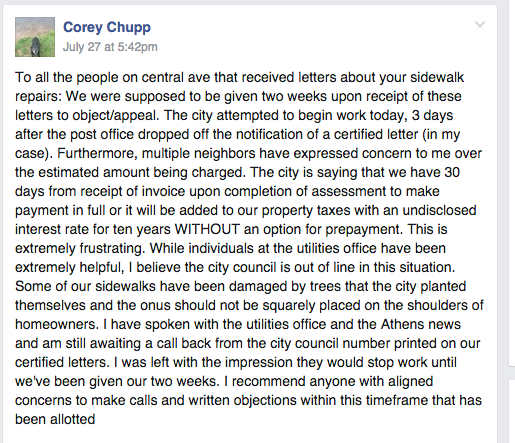 Corey Chupp
July 27 at 5:42pm
To all the people on central ave that received letters about your sidewalk
repairs: We were supposed to be given two weeks upon receipt of these
letters to object/appeal. The city attempted to begin work today, 3 days
after the post office dropped off the notification of a certified letter (in my
case). Furthermore, multiple neighbors have expressed concern to me over
the estimated amount being charged. The city is saying that we have 30
days from receipt of invoice upon completion of assessment to make
payment in full or it will be added to our property taxes with an undisclosed
interest rate for ten years WITHOUT an option for prepayment. This is
extremely frustrating. While individuals at the utilities office have been
extremely helpful, I believe the city council is out of line in this situation.
Some of our sidewalks have been damaged by trees that the city planted
themselves and the onus should not be squarely placed on the shoulders of
homeowners. I have spoken with the utilities office and the Athens news
and am still awaiting a call back from the city council number printed on our
certified letters. I was left with the impression they would stop work until
we've been given our two weeks. I recommend anyone with aligned
concerns to make calls and written objections within this timeframe that has
been allotted